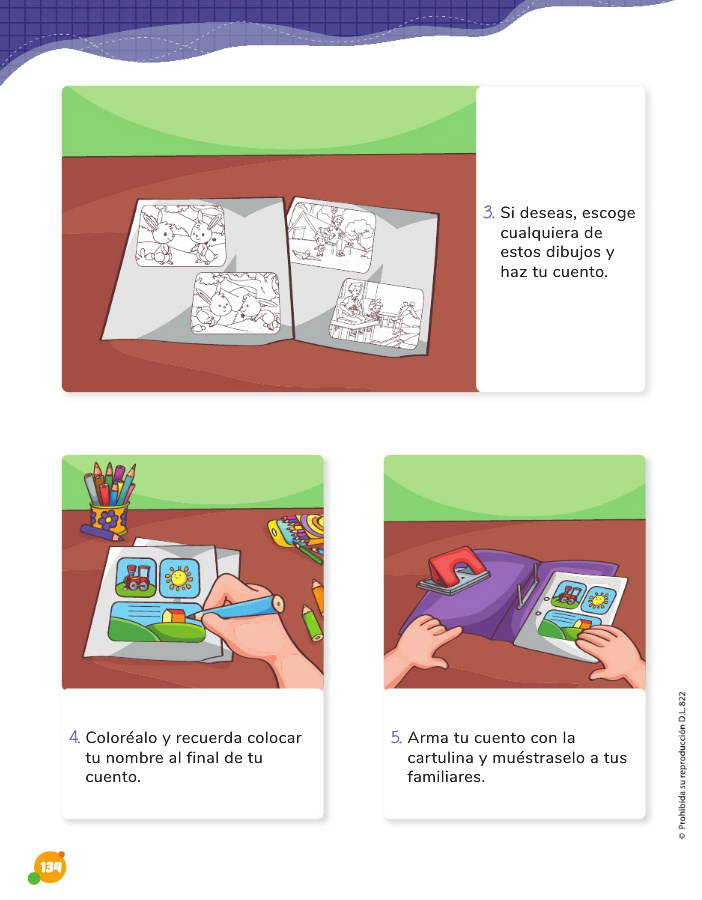 3. Si deseas, escoge
cualquiera de
estos dibujos y
haz tu cuento.
4. Coloréalo y recuerda colocar
tu nombre al final de tu
cuento.
5. Arma tu cuento con la
cartulina y muéstraselo a tus
familiares.
© Prohibida su reproducción D.L. 822
134